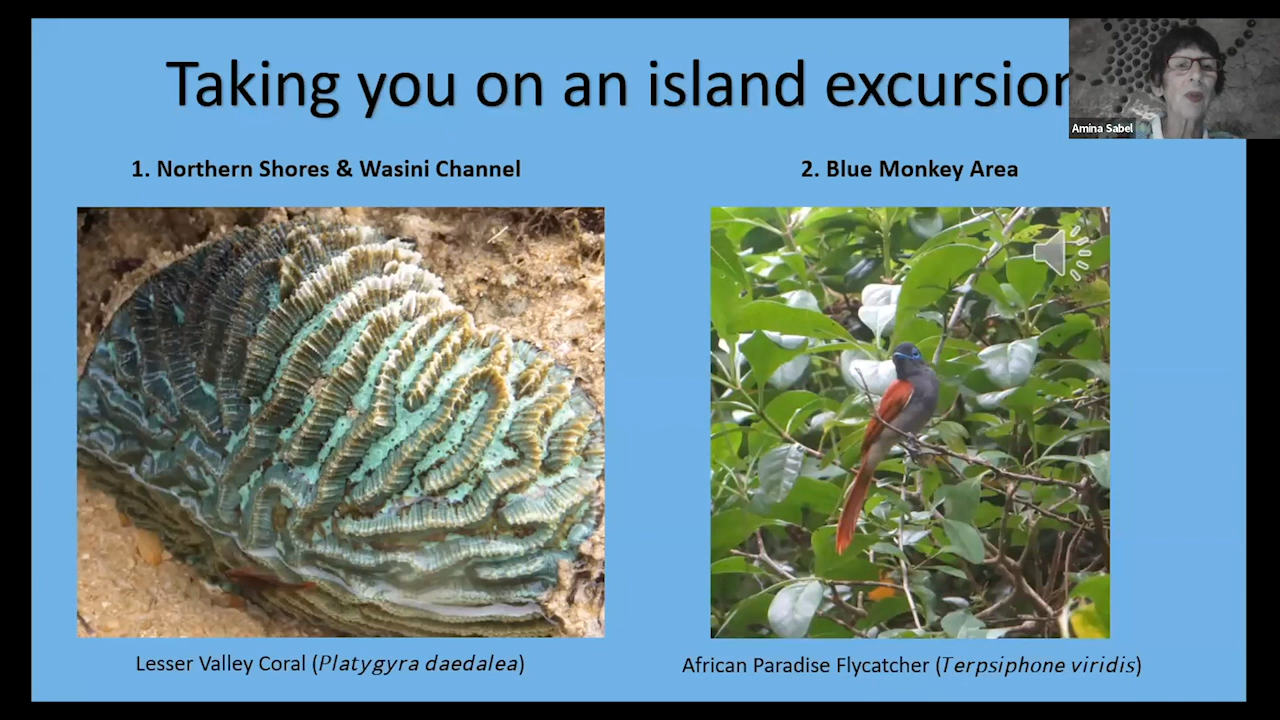 Taking you on an island excursion
Amina Sabel
1. Northern Shores & Wasini Channel
2. Blue Monkey Area
Lesser Valley Coral (Platygyra daedalea)
African Paradise Flycatcher (Terpsiphone viridis)